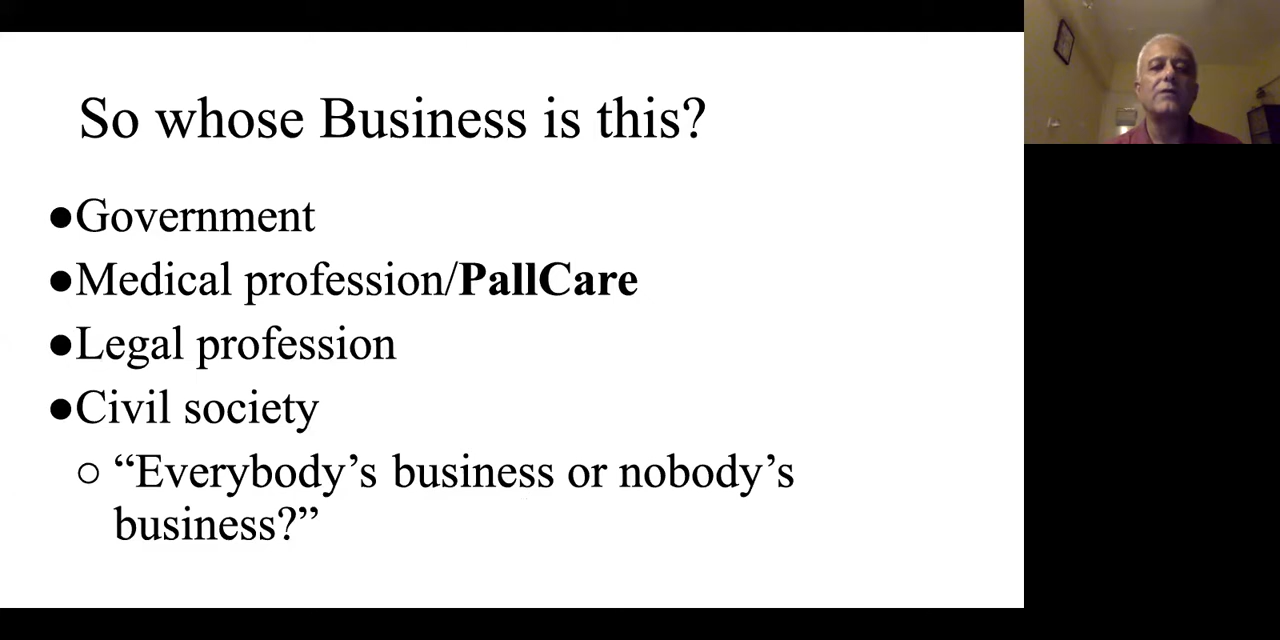 So whose Business is this?
●Government
●Medical profession/PallCare
●Legal profession
●Civil society
○ “Everybody’s business or nobody’s
business?”